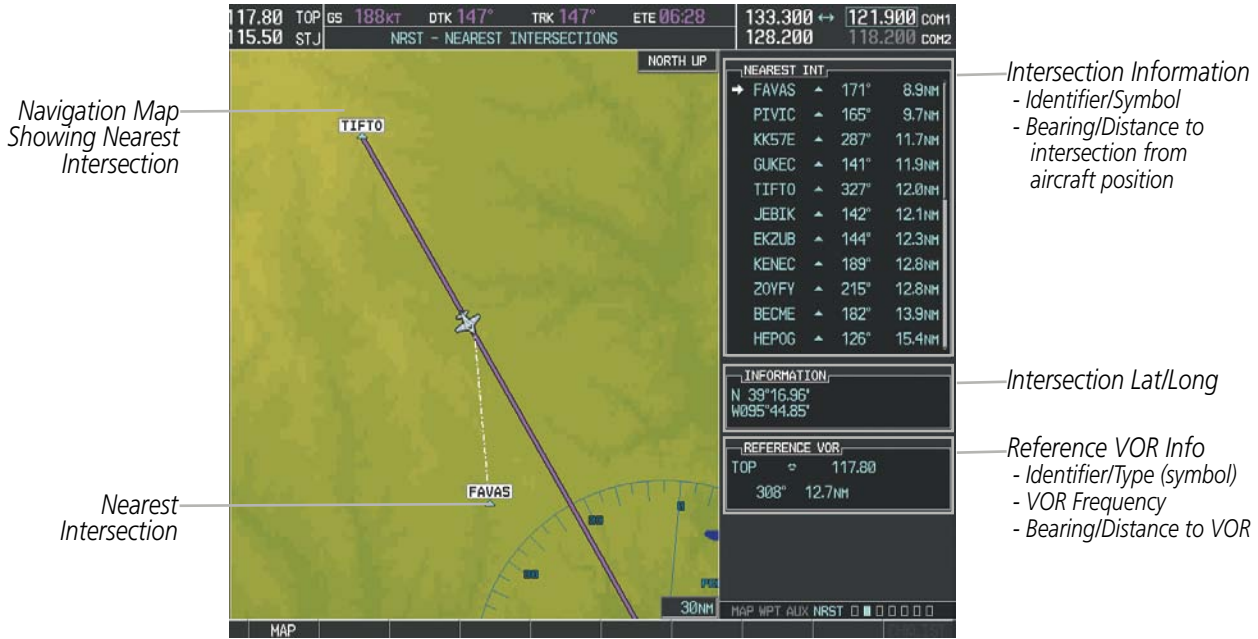 117.80 TOP GS 188KT DTK 147° TRK 147° ETE 06:28 133.300 ↔ 121.900 COM1
115.50 STJ NRST - NEAREST INTERSECTIONS 128.200 118.200 COM2
NORTH UP
Navigation Map
Showing Nearest
Intersection
TIFTO
Nearest
Intersection
FAVAS
30NM
NEAREST INT
FAVAS 171° 8.9NM
PIVIC 165° 9.7NM
KK57E 287° 11.7NM
GUKEC 141° 11.9NM
TIFTO 327° 12.0NM
JEBIK 142° 12.1NM
EKZUB 144° 12.3NM
KENEC 189° 12.8NM
ZOYFY 215° 12.8NM
BECME 182° 13.9NM
HEPOG 126° 15.4NM
INFORMATION
N 39°16.96'
W095°44.85'
REFERENCE VOR
TOP 117.80
308° 12.7NM
Intersection Information
- Identifier/Symbol
- Bearing/Distance to
intersection from
aircraft position
Intersection Lat/Long
Reference VOR Info
- Identifier/Type (symbol)
- VOR Frequency
- Bearing/Distance to VOR
MAP WPT AUX NRST
MAP